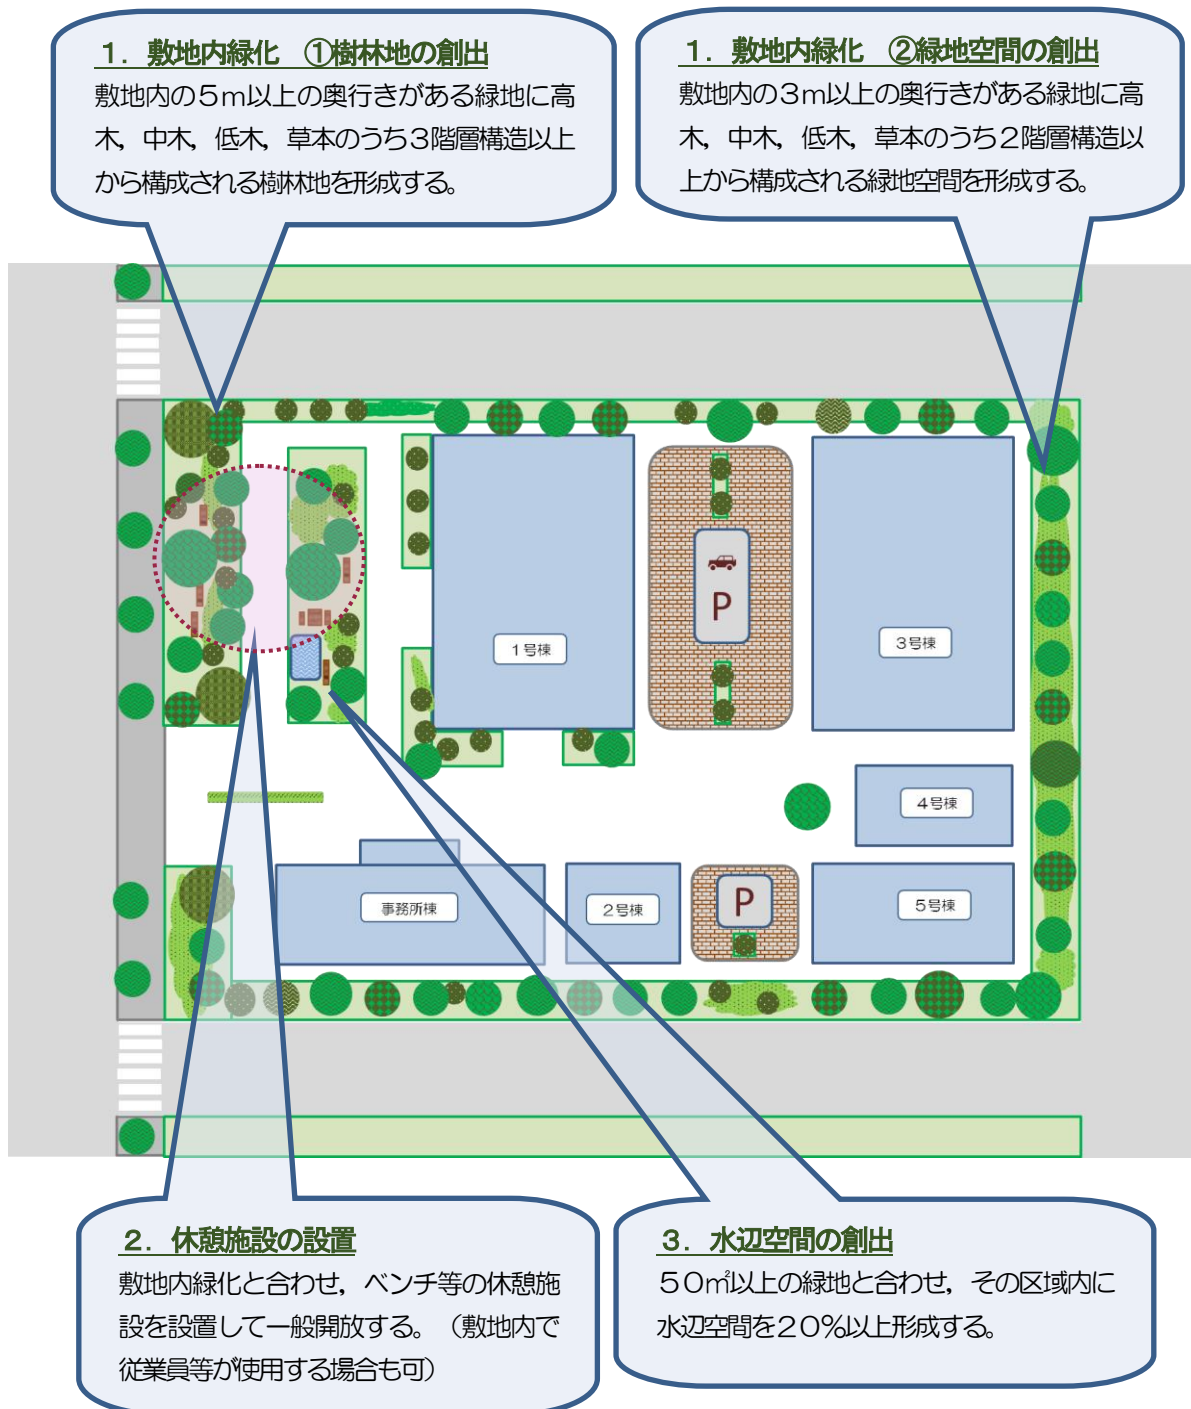 １．敷地内緑化　①樹林地の創出
敷地内の５ｍ以上の奥行きがある緑地に高
木，中木，低木，草本のうち３階層構造以上
から構成される樹林地を形成する。
１．敷地内緑化　②緑地空間の創出
敷地内の３ｍ以上の奥行きがある緑地に高
木，中木，低木，草本のうち２階層構造以
上から構成される緑地空間を形成する。
１号棟
P
３号棟
４号棟
事務所棟
２号棟
P
５号棟
２．休憩施設の設置
敷地内緑化と合わせ，ベンチ等の休憩施
設を設置して一般開放する。（敷地内で
従業員等が使用する場合も可）
３．水辺空間の創出
５０㎡以上の緑地と合わせ，その区域内に
水辺空間を２０％以上形成する。